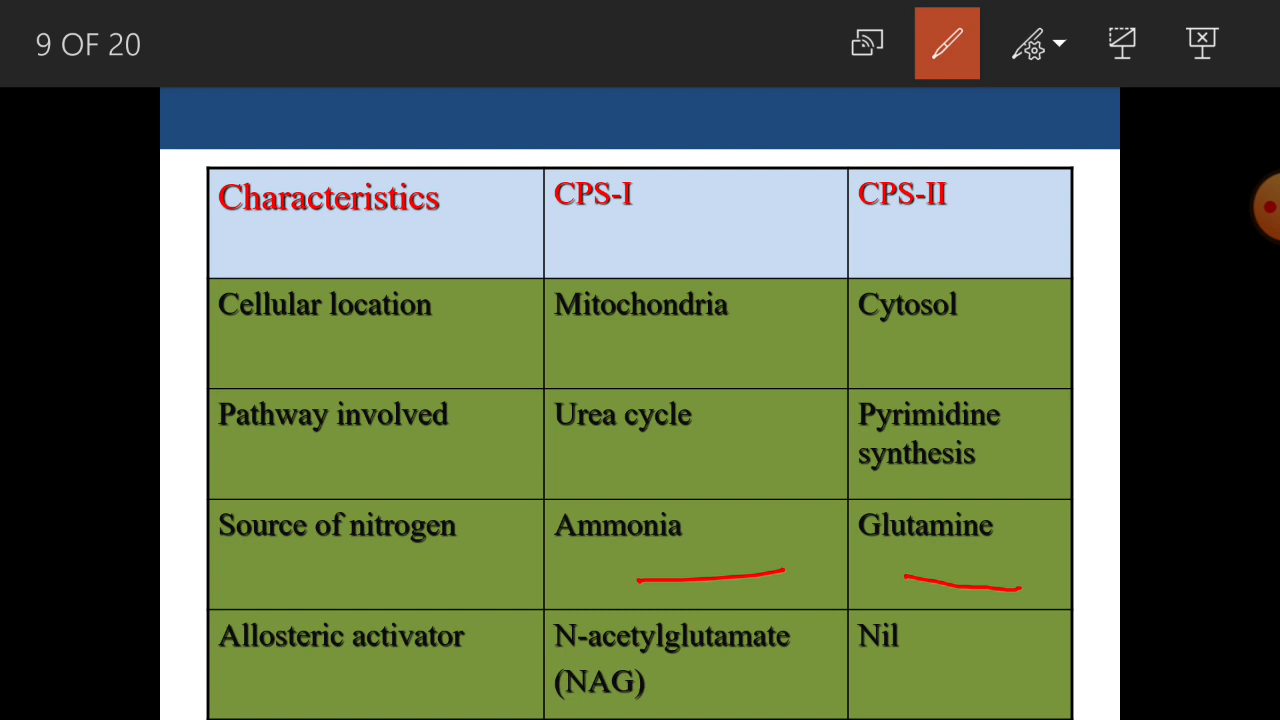 9 OF 20
Characteristics CPS-I CPS-II
Cellular location Mitochondria Cytosol
Pathway involved Urea cycle Pyrimidine
synthesis
Source of nitrogen Ammonia Glutamine
Allosteric activator N-acetylglutamate Nil
(NAG)